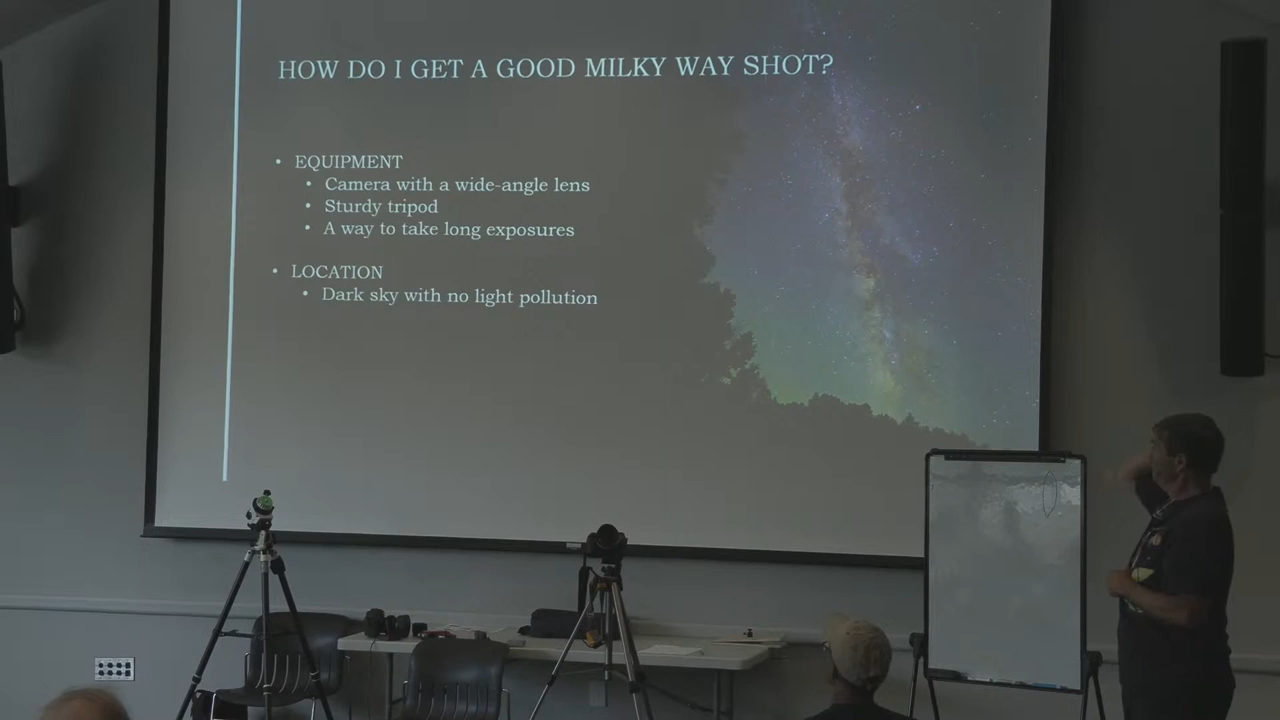 HOW DO I GET A GOOD MILKY WAY SHOT?
• EQUIPMENT
• Camera with a wide-angle lens
• Sturdy tripod
• A way to take long exposures
• LOCATION
• Dark sky with no light pollution